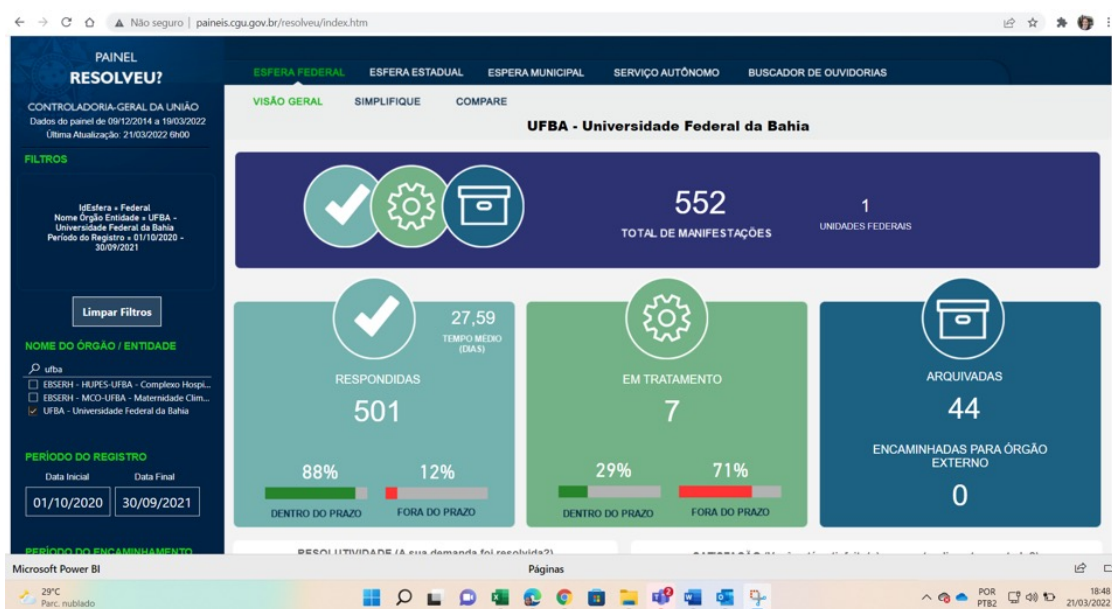 Não seguro | paineis.cgu.gov.br/resolveu/index.htm
PAINEL
RESOLVEU?
CONTROLADORIA-GERAL DA UNIÃO
Dados do painel de 09/12/2014 a 19/03/2022
Última Atualização: 21/03/2022 6h00
FILTROS
IdEsfera = Federal
Nome Órgão Entidade = UFBA -
Universidade Federal da Bahia
Período do Registro = 01/10/2020 -
30/09/2021
Limpar Filtros
NOME DO ÓRGÃO / ENTIDADE
ufba
EBSERH - HUPES-UFBA - Complexo Hospi...
EBSERH - MCO-UFBA - Maternidade Clim...
UFBA - Universidade Federal da Bahia
PERÍODO DO REGISTRO
Data Inicial Data Final
01/10/2020 30/09/2021
PERÍODO DO ENCAMINHAMENTO
ESFERA FEDERAL ESFERA ESTADUAL ESPERA MUNICIPAL SERVIÇO AUTÔNOMO BUSCADOR DE OUVIDORIAS
VISÃO GERAL SIMPLIFIQUE COMPARE
UFBA - Universidade Federal da Bahia
552
TOTAL DE MANIFESTAÇÕES
1
UNIDADES FEDERAIS
27,59
TEMPO MÉDIO
(DIAS)
RESPONDIDAS
501
88% 12%
DENTRO DO PRAZO FORA DO PRAZO
EM TRATAMENTO
7
29% 71%
DENTRO DO PRAZO FORA DO PRAZO
ARQUIVADAS
44
ENCAMINHADAS PARA ÓRGÃO
EXTERNO
0
RESOLUTIVIDADE (A sua demanda foi resolvida?)
Microsoft Power BI Páginas
29°C
Parc. nublado
POR
PTB2
18:48
21/03/2022